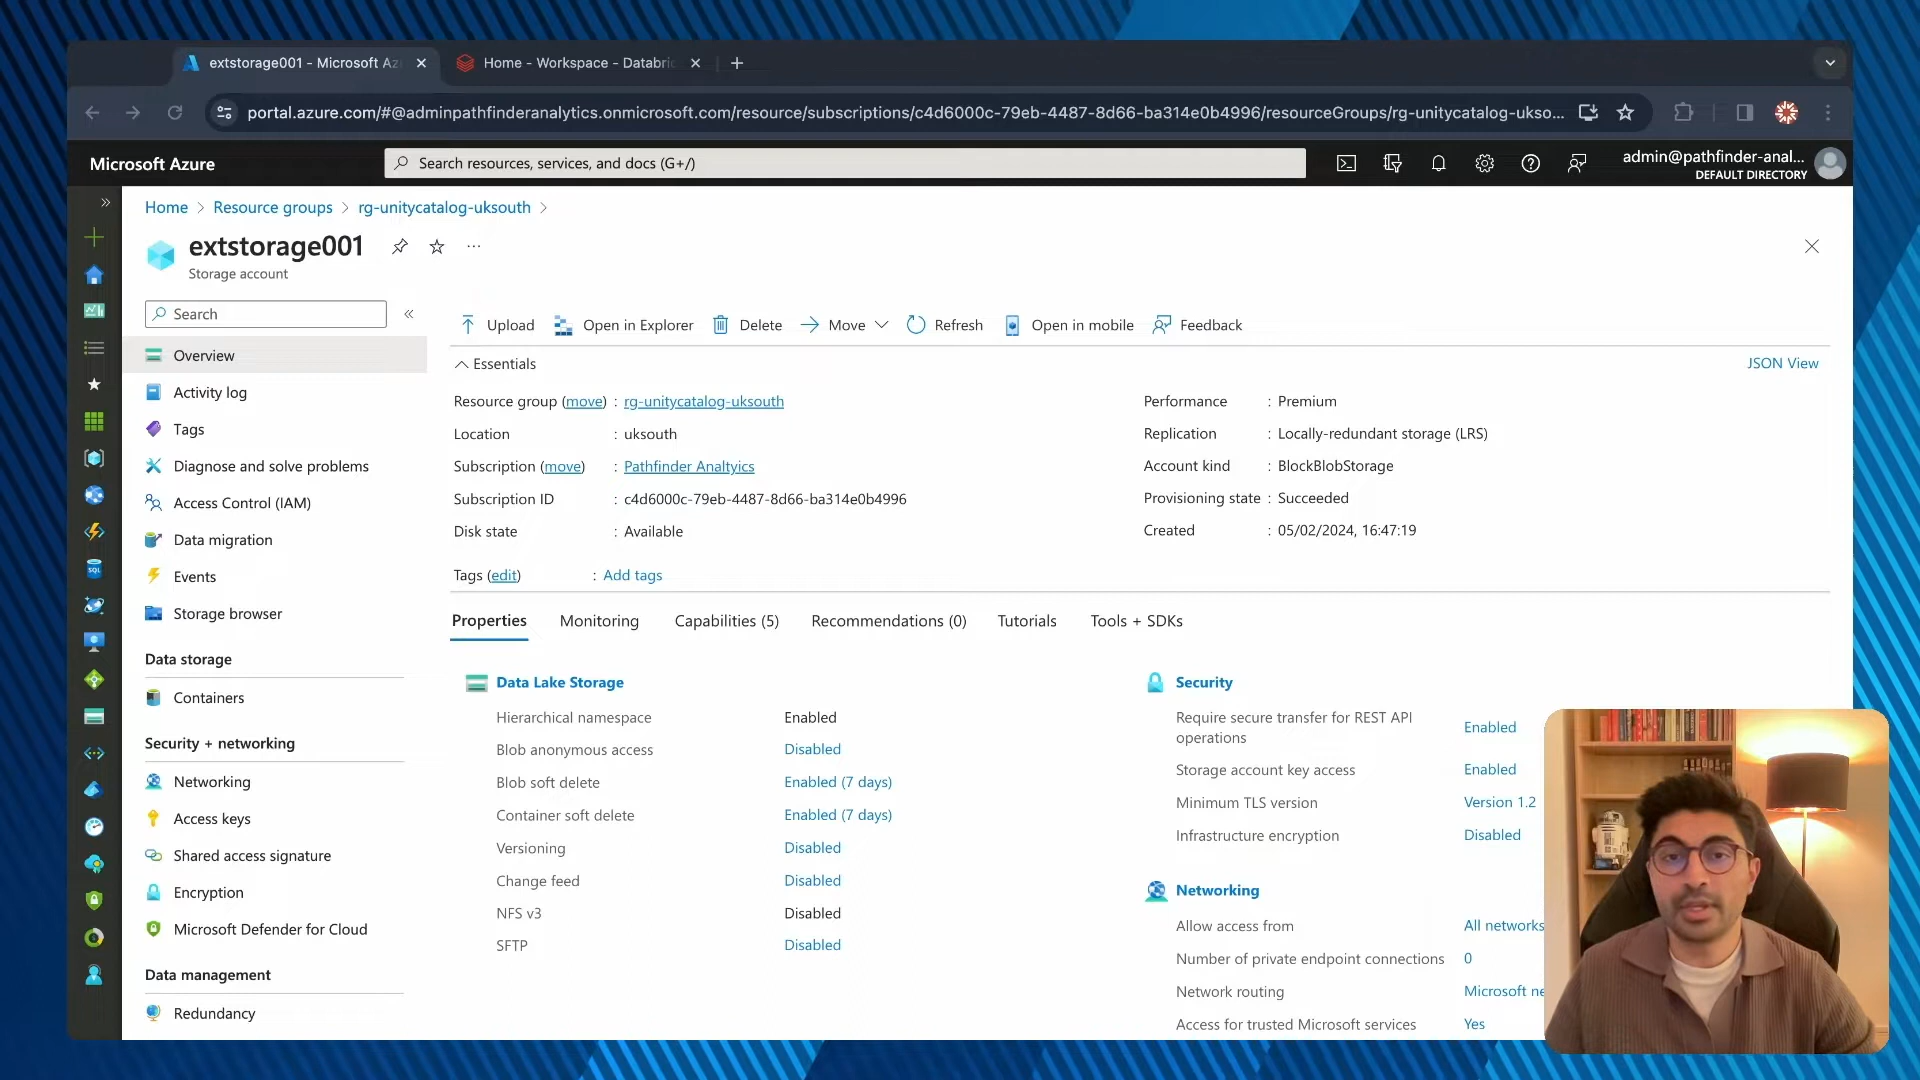 extstorage001 - Microsoft Az
Home - Workspace - Databri
portal.azure.com/#@adminpathfinderanalytics.onmicrosoft.com/resource/subscriptions/c4d6000c-79eb-4487-8d66-ba314e0b4996/resourceGroups/rg-unitycatalog-ukso...
Microsoft Azure
Search resources, services, and docs (G+/)
admin@pathfinder-anal...
DEFAULT DIRECTORY
Home > Resource groups > rg-unitycatalog-uksouth >
extstorage001
Storage account
Search
Overview
Activity log
Tags
Diagnose and solve problems
Access Control (IAM)
Data migration
Events
Storage browser
Data storage
Containers
Security + networking
Networking
Access keys
Shared access signature
Encryption
Microsoft Defender for Cloud
Data management
Redundancy
Upload
Open in Explorer
Delete
Move
Refresh
Open in mobile
Feedback
Essentials
JSON View
Resource group (move) : rg-unitycatalog-uksouth
Location : uksouth
Subscription (move) : Pathfinder Analtyics
Subscription ID : c4d6000c-79eb-4487-8d66-ba314e0b4996
Disk state : Available
Performance : Premium
Replication : Locally-redundant storage (LRS)
Account kind : BlockBlobStorage
Provisioning state : Succeeded
Created : 05/02/2024, 16:47:19
Tags (edit) : Add tags
Properties
Monitoring
Capabilities (5)
Recommendations (0)
Tutorials
Tools + SDKs
Data Lake Storage
Hierarchical namespace Enabled
Blob anonymous access Disabled
Blob soft delete Enabled (7 days)
Container soft delete Enabled (7 days)
Versioning Disabled
Change feed Disabled
NFS v3 Disabled
SFTP Disabled
Security
Require secure transfer for REST API
operations
Enabled
Storage account key access Enabled
Minimum TLS version Version 1.2
Infrastructure encryption Disabled
Networking
Allow access from All networks
Number of private endpoint connections 0
Network routing Microsoft ne
Access for trusted Microsoft services Yes
SQL